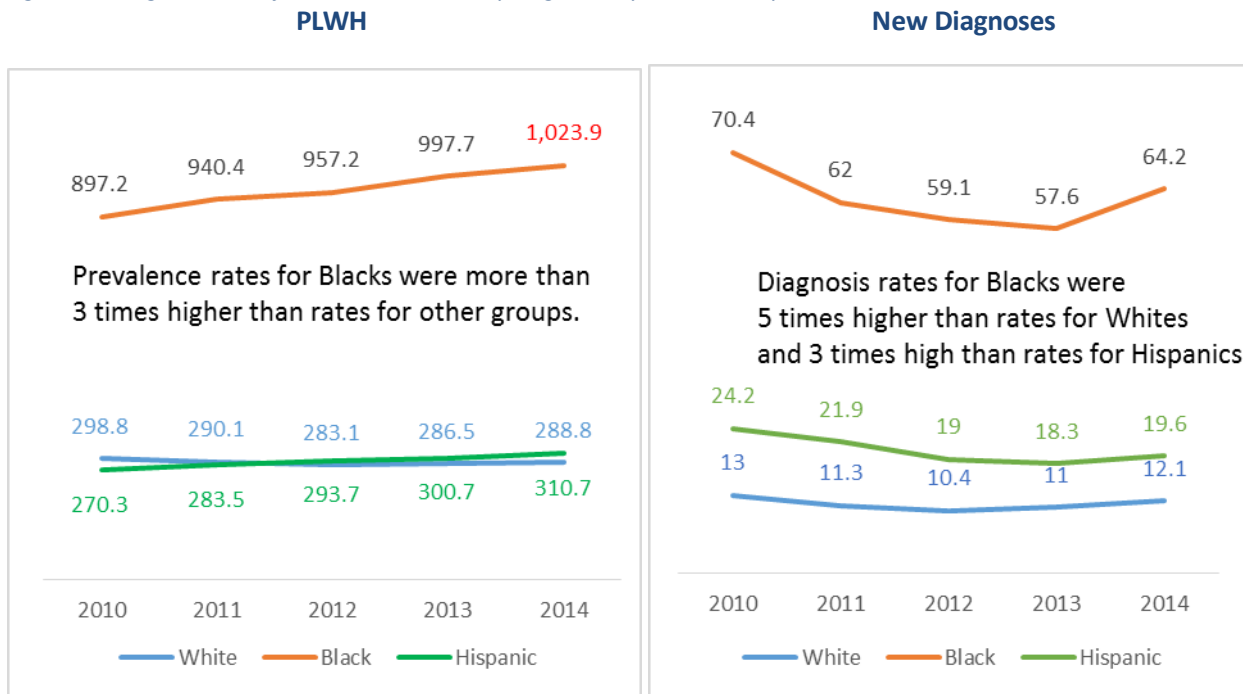 PLWH
897.2
940.4
957.2
997.7
1,023.9
Prevalence rates for Blacks were more than
3 times higher than rates for other groups.
298.8
290.1
283.1
286.5
288.8
270.3
283.5
293.7
300.7
310.7
2010 2011 2012 2013 2014
White Black Hispanic
New Diagnoses
70.4
62
59.1
57.6
64.2
Diagnosis rates for Blacks were
5 times higher than rates for Whites
and 3 times high than rates for Hispanics
24.2
21.9
19
18.3
19.6
13
11.3
10.4
11
12.1
2010 2011 2012 2013 2014
White Black Hispanic